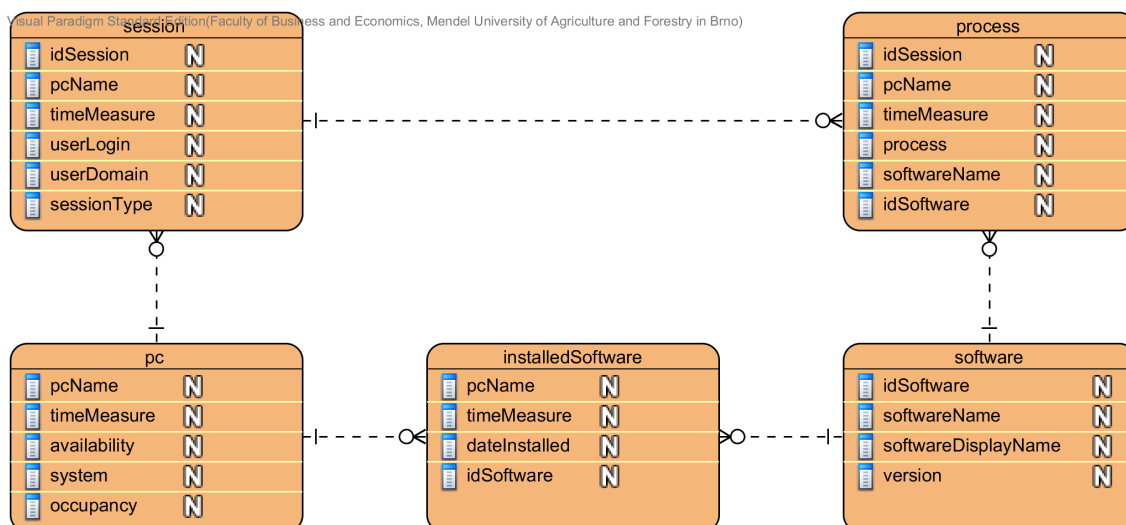 Visual Paradigm Standard Edition(Faculty of Business and Economics, Mendel University of Agriculture and Forestry in Brno)
session
idSession
pcName
timeMeasure
userLogin
userDomain
sessionType
process
idSession
pcName
timeMeasure
process
softwareName
idSoftware
pc
pcName
timeMeasure
availability
system
occupancy
installedSoftware
pcName
timeMeasure
dateInstalled
idSoftware
software
idSoftware
softwareName
softwareDisplayName
version